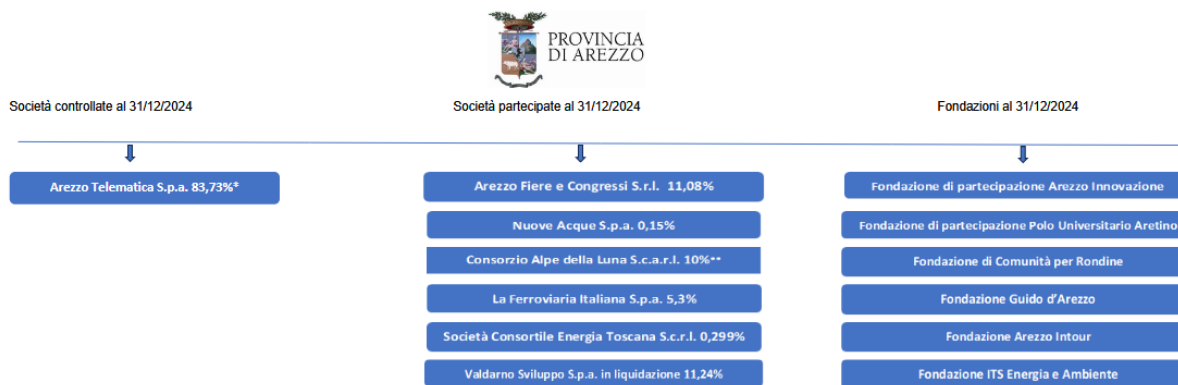 PROVINCIA
DI AREZZO
Società controllate al 31/12/2024
Società partecipate al 31/12/2024
Fondazioni al 31/12/2024
Arezzo Telematica S.p.a. 83,73%*
Arezzo Fiere e Congressi S.r.l. 11,08%
Nuove Acque S.p.a. 0,15%
Consorzio Alpe della Luna S.c.a.r.l. 10%**
La Ferroviaria Italiana S.p.a. 5,3%
Società Consortile Energia Toscana S.c.r.l. 0,299%
Valdarno Sviluppo S.p.a. in liquidazione 11,24%
Fondazione di partecipazione Arezzo Innovazione
Fondazione di partecipazione Polo Universitario Aretino
Fondazione di Comunità per Rondine
Fondazione Guido d'Arezzo
Fondazione Arezzo Intour
Fondazione ITS Energia e Ambiente